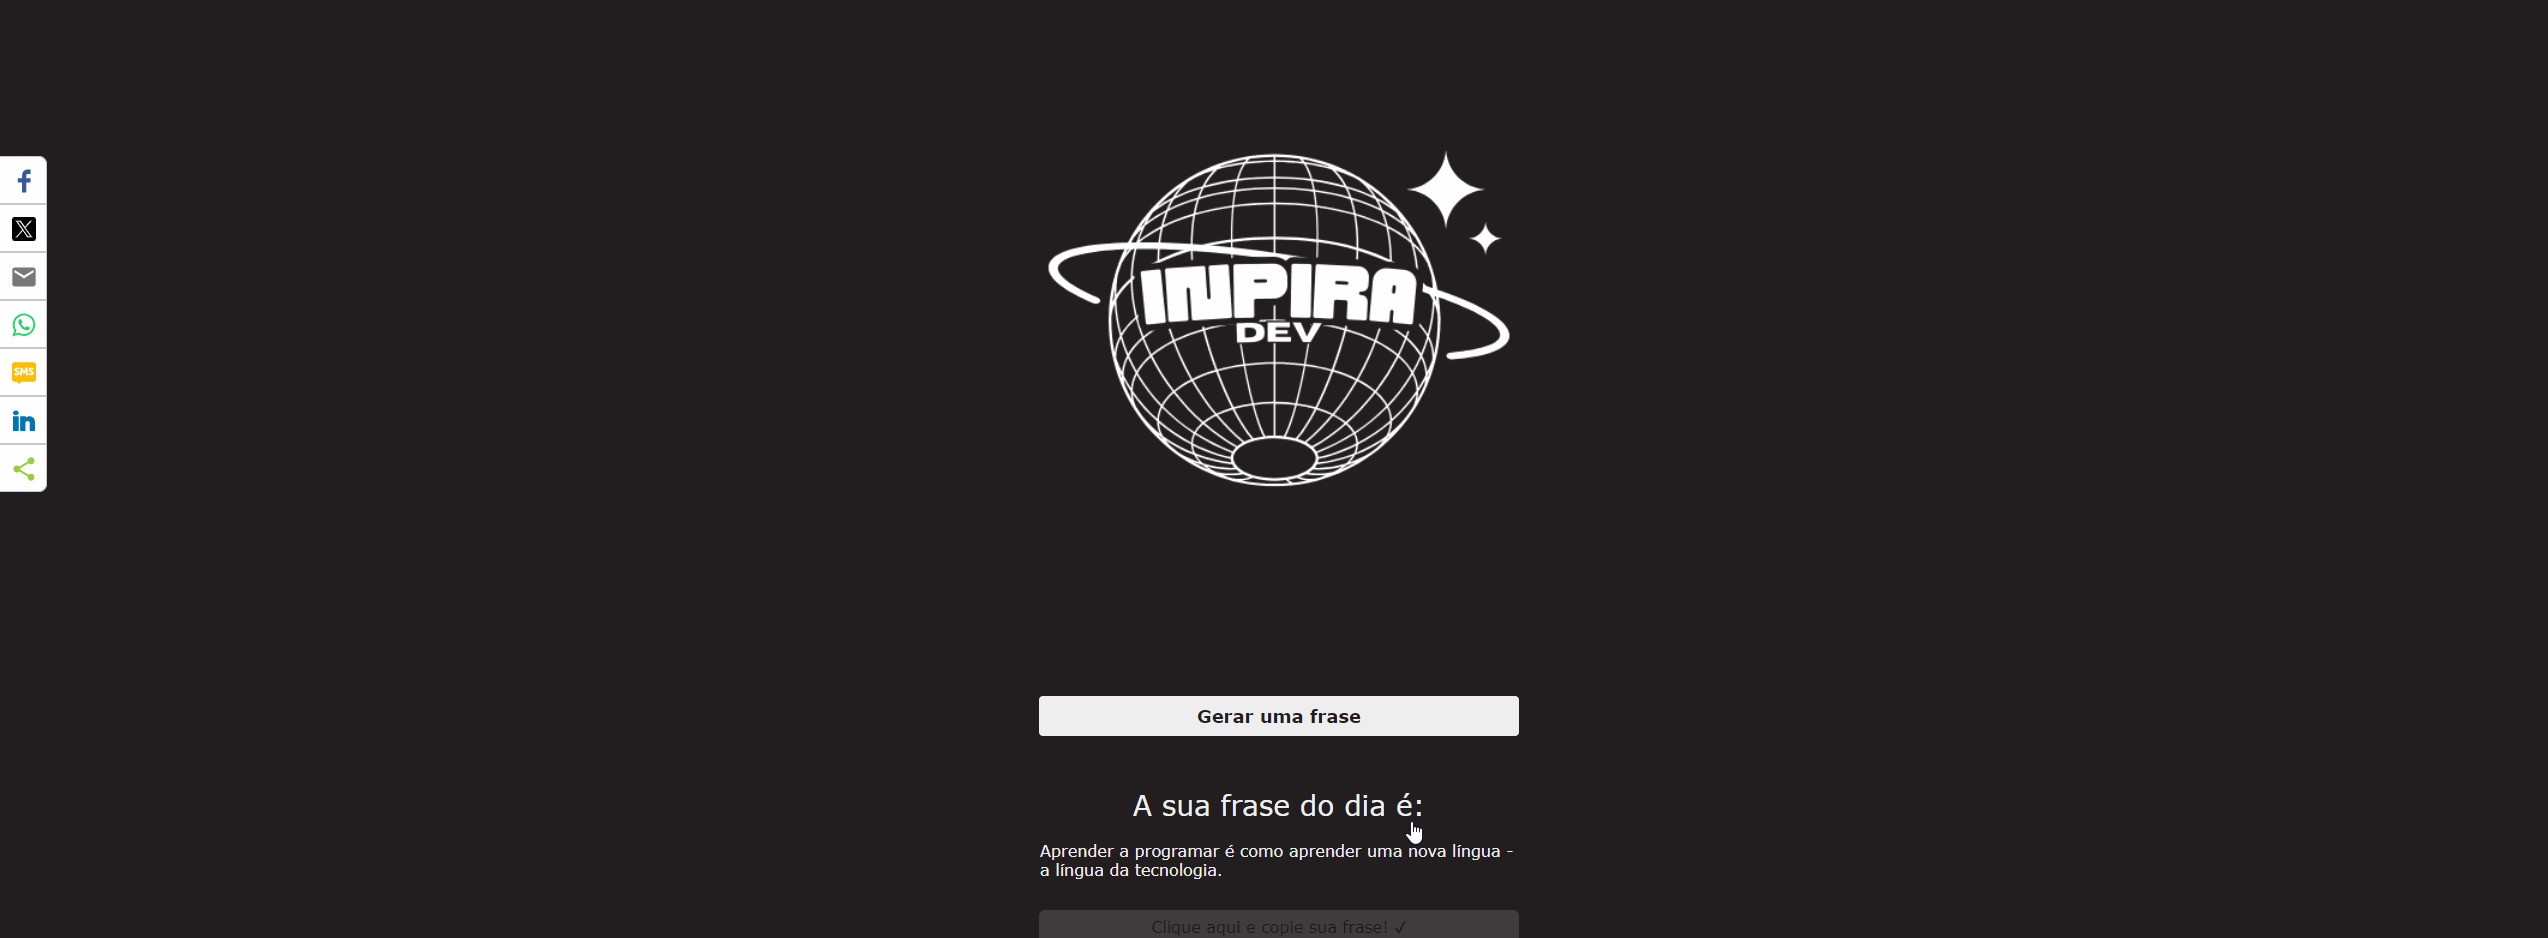 INPIRA
DEV
SMS
Gerar uma frase
A sua frase do dia é:
Aprender a programar é como aprender uma nova língua -
a língua da tecnologia.
Clique aqui e copie sua frase! ✓